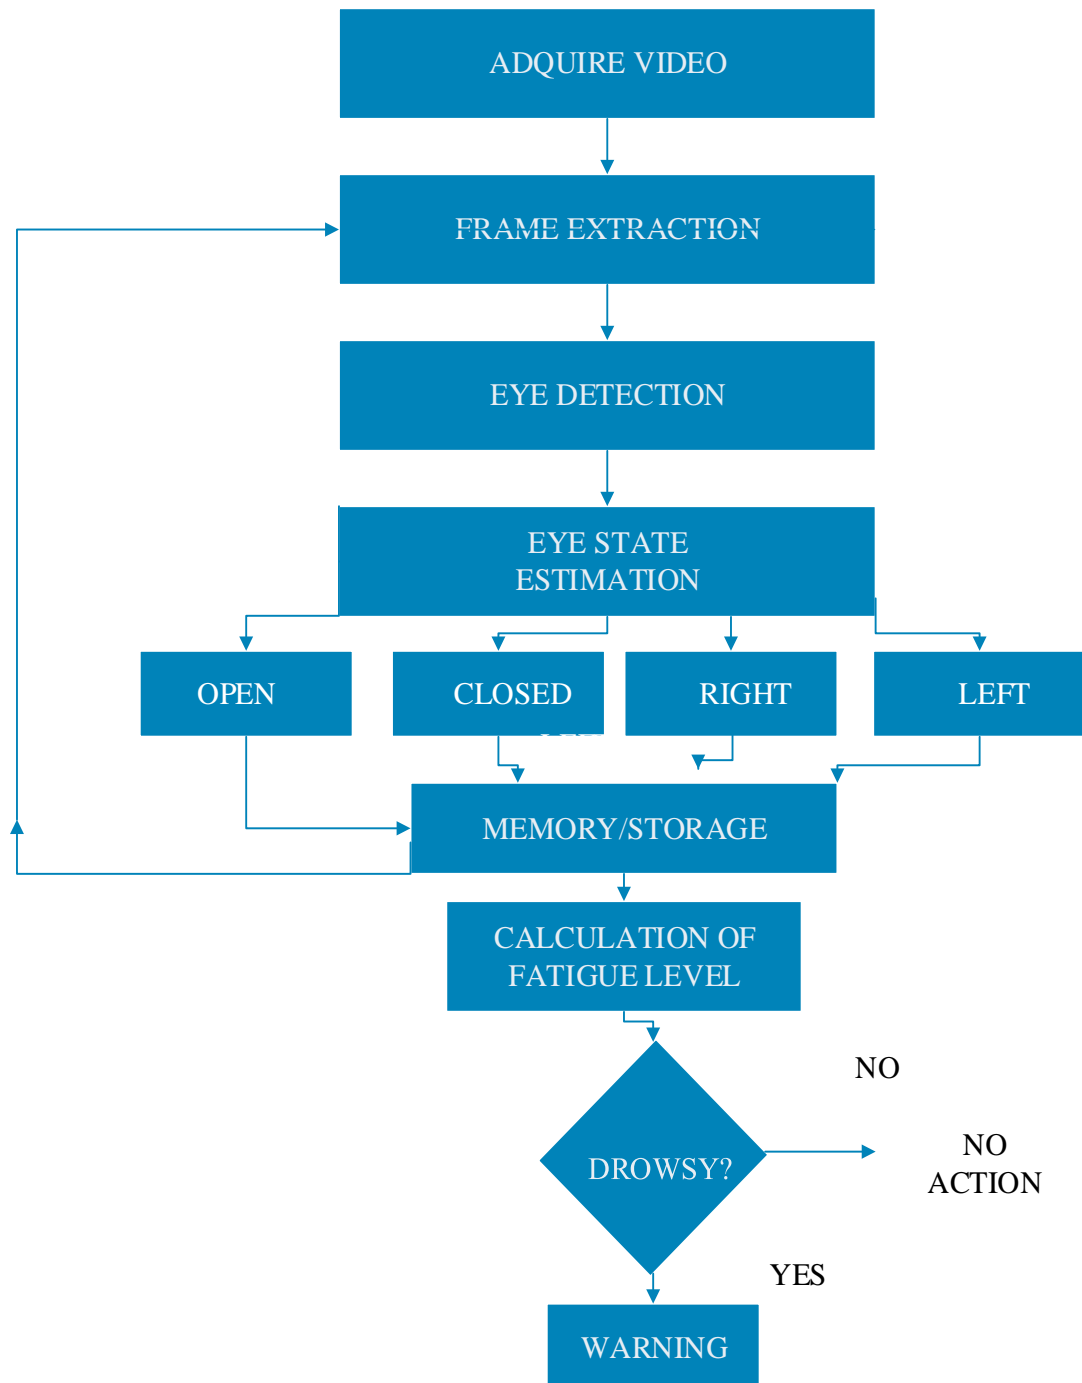 ADQUIRE VIDEO
FRAME EXTRACTION
EYE DETECTION
EYE STATE
ESTIMATION
OPEN
CLOSED
RIGHT
LEFT
MEMORY/STORAGE
CALCULATION OF
FATIGUE LEVEL
NO
DROWSY?
NO
ACTION
YES
WARNING